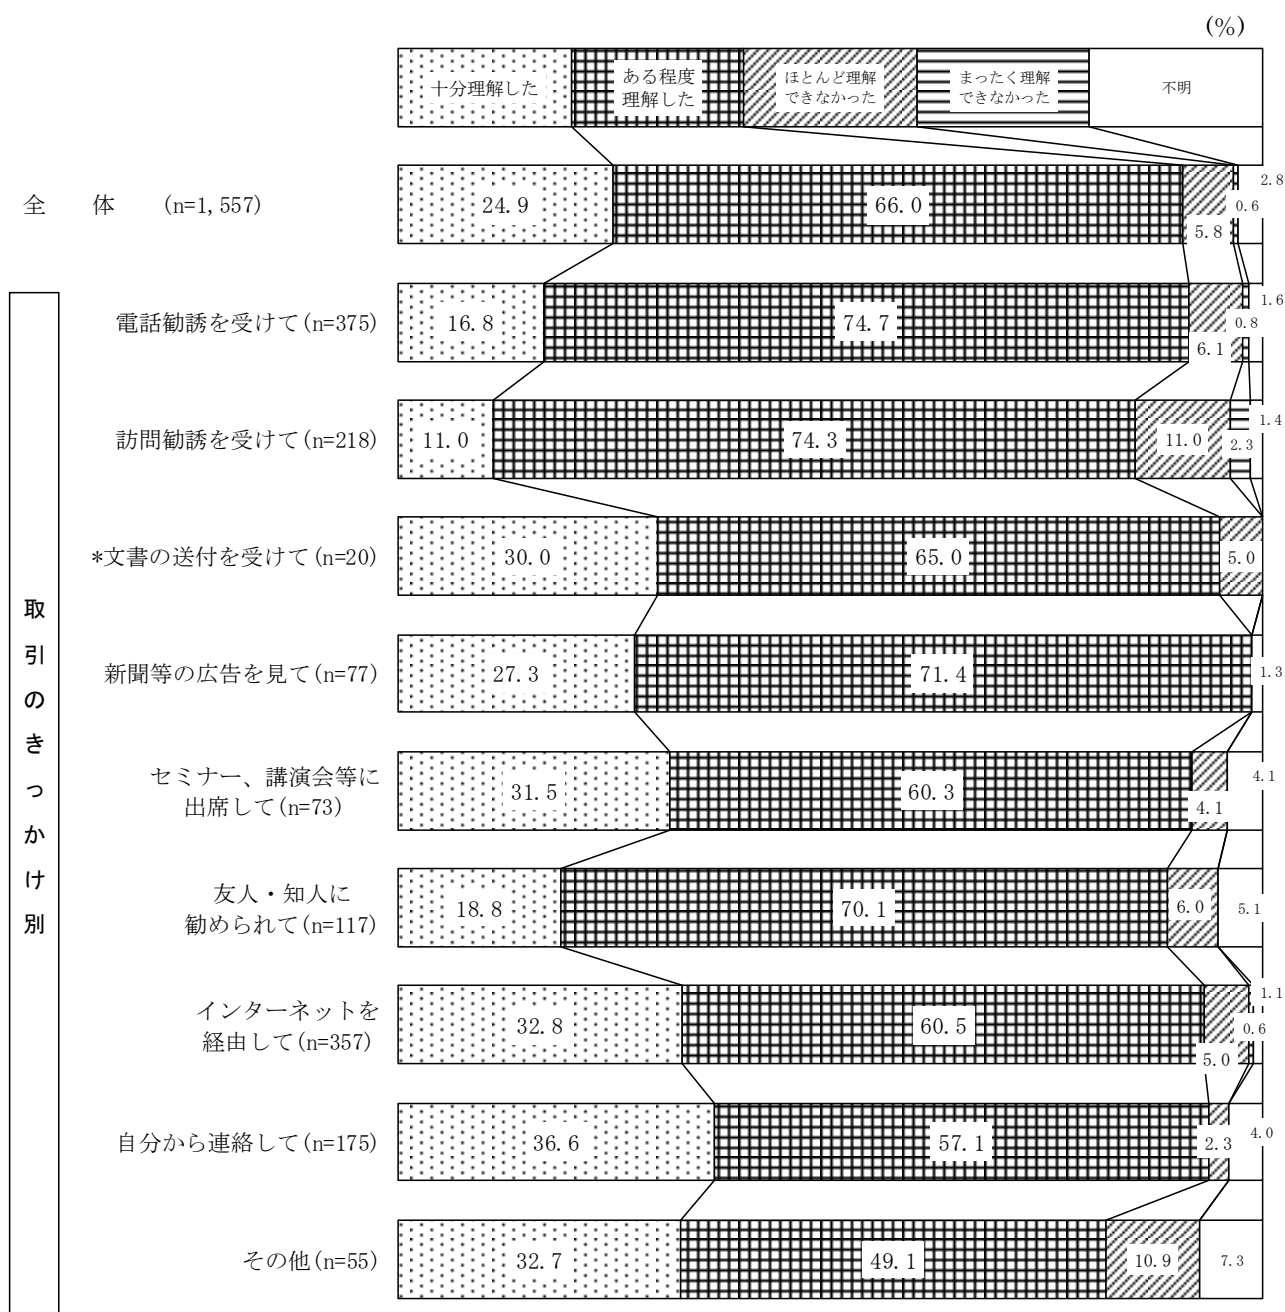 (%)
十分理解した
ある程度
理解した
ほとんど理解
できなかった
まったく理解
できなかった
不明
全　体　(n=1,557)
24.9
66.0
5.8
0.6
2.8
取引のきっかけ別
電話勧誘を受けて(n=375)
16.8
74.7
6.1
0.8
1.6
訪問勧誘を受けて(n=218)
11.0
74.3
11.0
2.3
1.4
*文書の送付を受けて(n=20)
30.0
65.0
5.0
新聞等の広告を見て(n=77)
27.3
71.4
1.3
セミナー、講演会等に
出席して(n=73)
31.5
60.3
4.1
4.1
友人・知人に
勧められて(n=117)
18.8
70.1
6.0
5.1
インターネットを
経由して(n=357)
32.8
60.5
5.0
0.6
1.1
自分から連絡して(n=175)
36.6
57.1
2.3
4.0
その他(n=55)
32.7
49.1
10.9
7.3